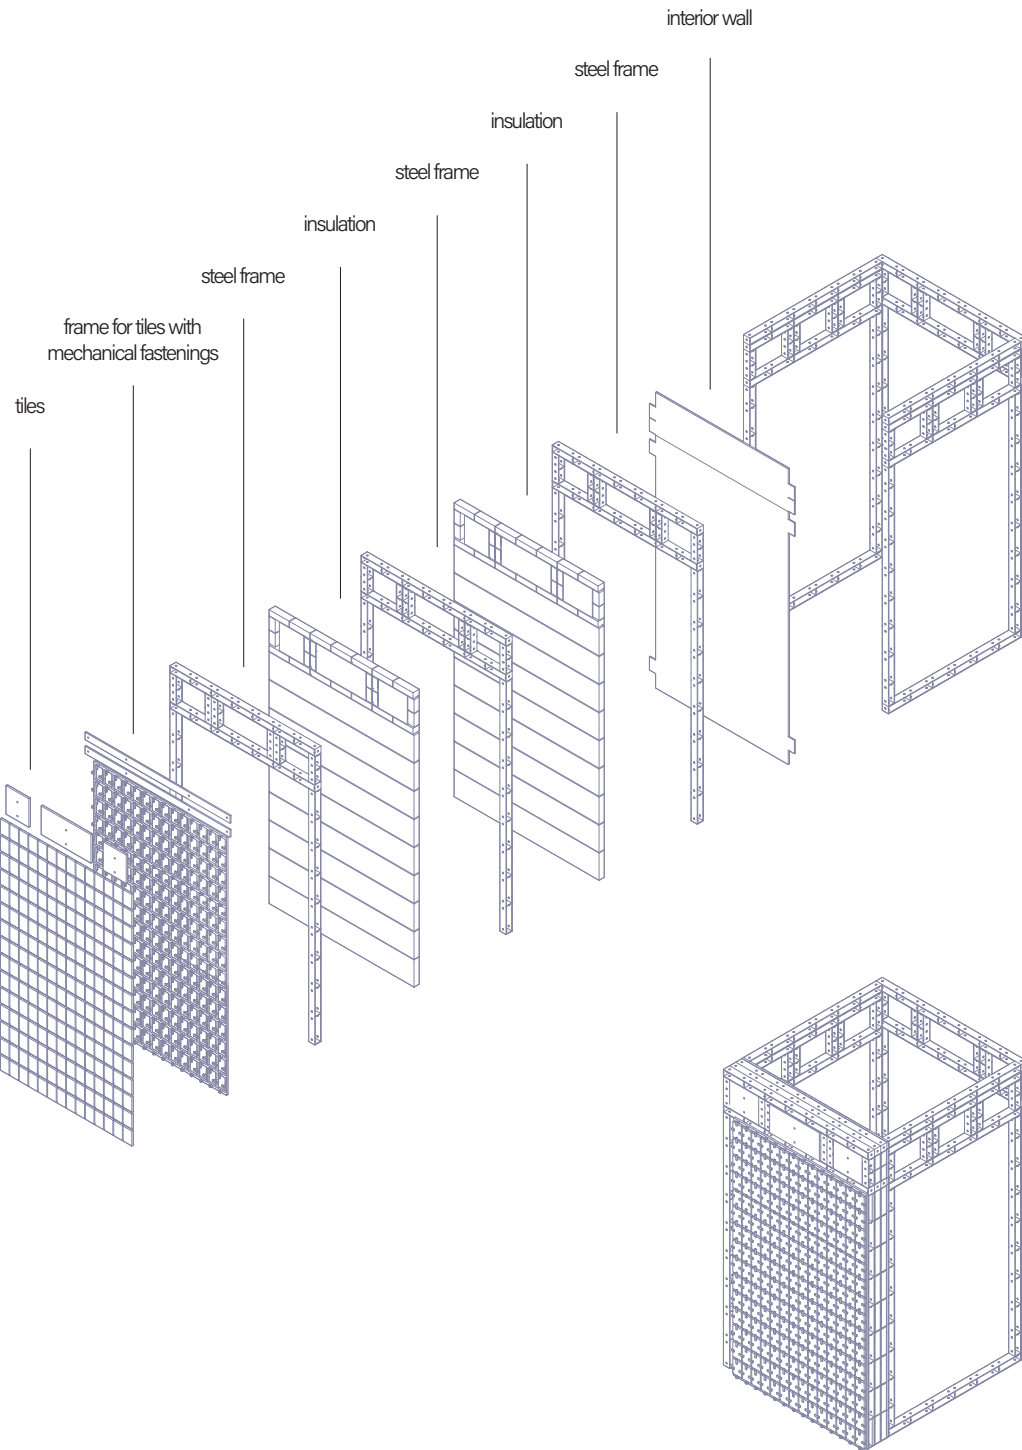 interior wall
steel frame
insulation
steel frame
insulation
steel frame
frame for tiles with
mechanical fastenings
tiles